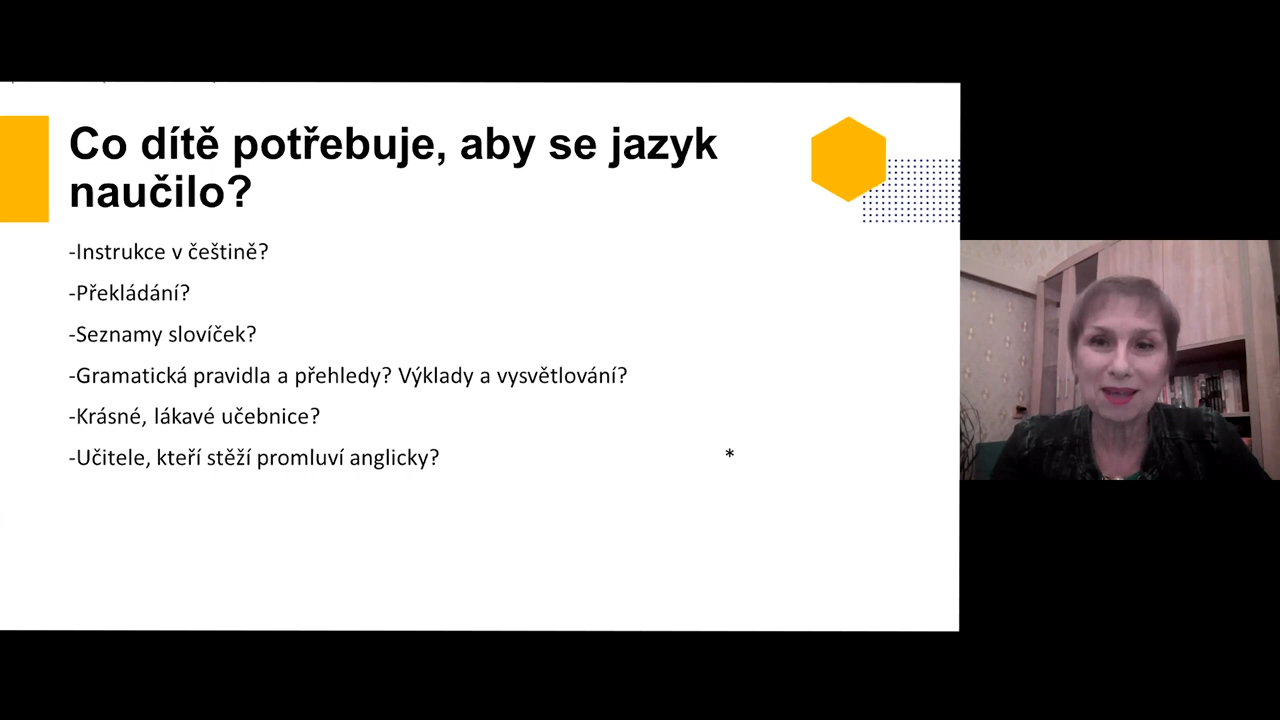 Co dítě potřebuje, aby se jazyk
naučilo?
-Instrukce v češtině?
-Překládání?
-Seznamy slovíček?
-Gramatická pravidla a přehledy? Výklady a vysvětlování?
-Krásné, lákavé učebnice?
-Učitele, kteří stěží promluví anglicky? *